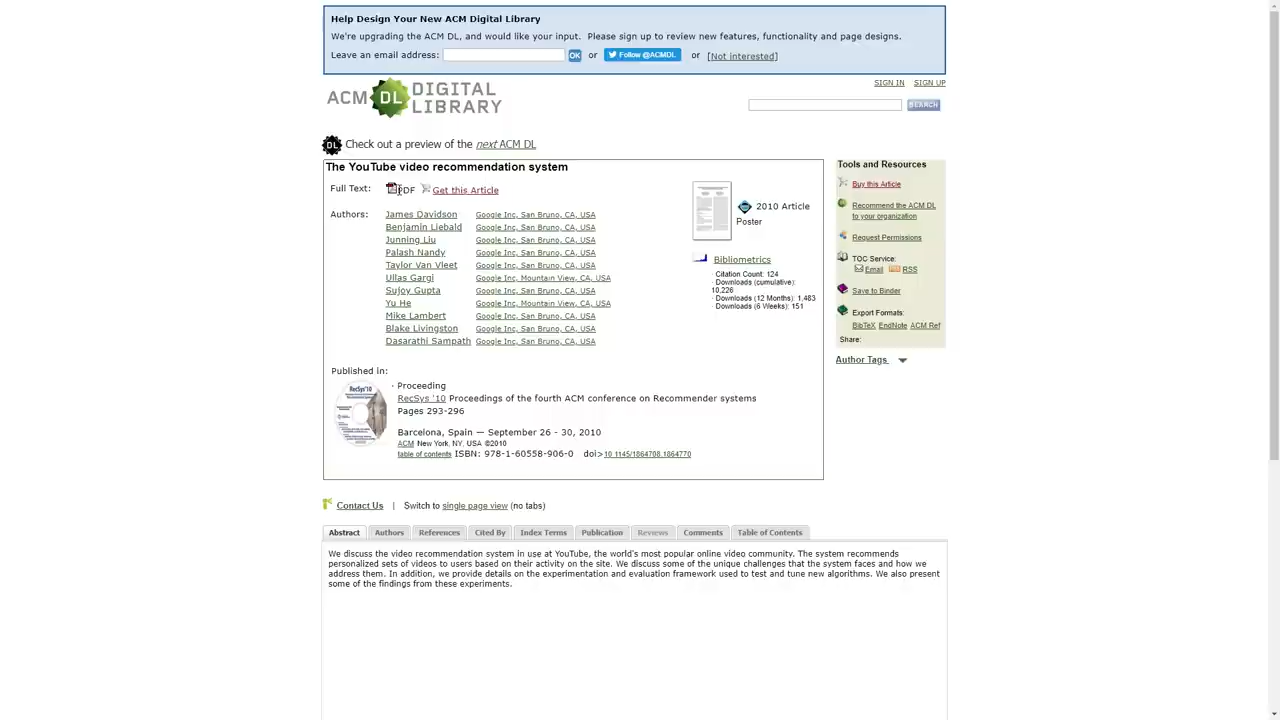 Help Design Your New ACM Digital Library
We're upgrading the ACM DL, and would like your input. Please sign up to review new features, functionality and page designs.
Leave an email address: OK or Follow @ACMDL or [Not interested]
SIGN IN SIGN UP
ACM DL DIGITAL LIBRARY
SEARCH
DL Check out a preview of the next ACM DL
The YouTube video recommendation system
Full Text: PDF Get this Article
2010 Article
Poster
Authors:
James Davidson Google Inc, San Bruno, CA, USA
Benjamin Liebald Google Inc, San Bruno, CA, USA
Junning Liu Google Inc, San Bruno, CA, USA
Palash Nandy Google Inc, San Bruno, CA, USA
Taylor Van Vleet Google Inc, San Bruno, CA, USA
Ullas Gargi Google Inc, Mountain View, CA, USA
Sujoy Gupta Google Inc, San Bruno, CA, USA
Yu He Google Inc, Mountain View, CA, USA
Mike Lambert Google Inc, San Bruno, CA, USA
Blake Livingston Google Inc, San Bruno, CA, USA
Dasarathi Sampath Google Inc, San Bruno, CA, USA
Bibliometrics
· Citation Count: 124
· Downloads (cumulative):
10,226
· Downloads (12 Months): 1,483
· Downloads (6 Weeks): 151
Tools and Resources
Buy this Article
Recommend the ACM DL
to your organization
Request Permissions
TOC Service:
Email RSS
Save to Binder
Export Formats:
BibTeX EndNote ACM Ref
Share:
Author Tags
Published in:
RecSys'10
· Proceeding
RecSys '10 Proceedings of the fourth ACM conference on Recommender systems
Pages 293-296
Barcelona, Spain — September 26 - 30, 2010
ACM New York, NY, USA ©2010
table of contents ISBN: 978-1-60558-906-0 doi>10.1145/1864708.1864770
Contact Us | Switch to single page view (no tabs)
Abstract Authors References Cited By Index Terms Publication Reviews Comments Table of Contents
We discuss the video recommendation system in use at YouTube, the world's most popular online video community. The system recommends
personalized sets of videos to users based on their activity on the site. We discuss some of the unique challenges that the system faces and how we
address them. In addition, we provide details on the experimentation and evaluation framework used to test and tune new algorithms. We also present
some of the findings from these experiments.